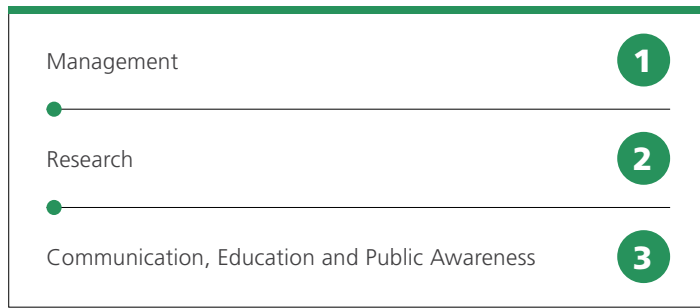 Management 1
Research 2
Communication, Education and Public Awareness 3